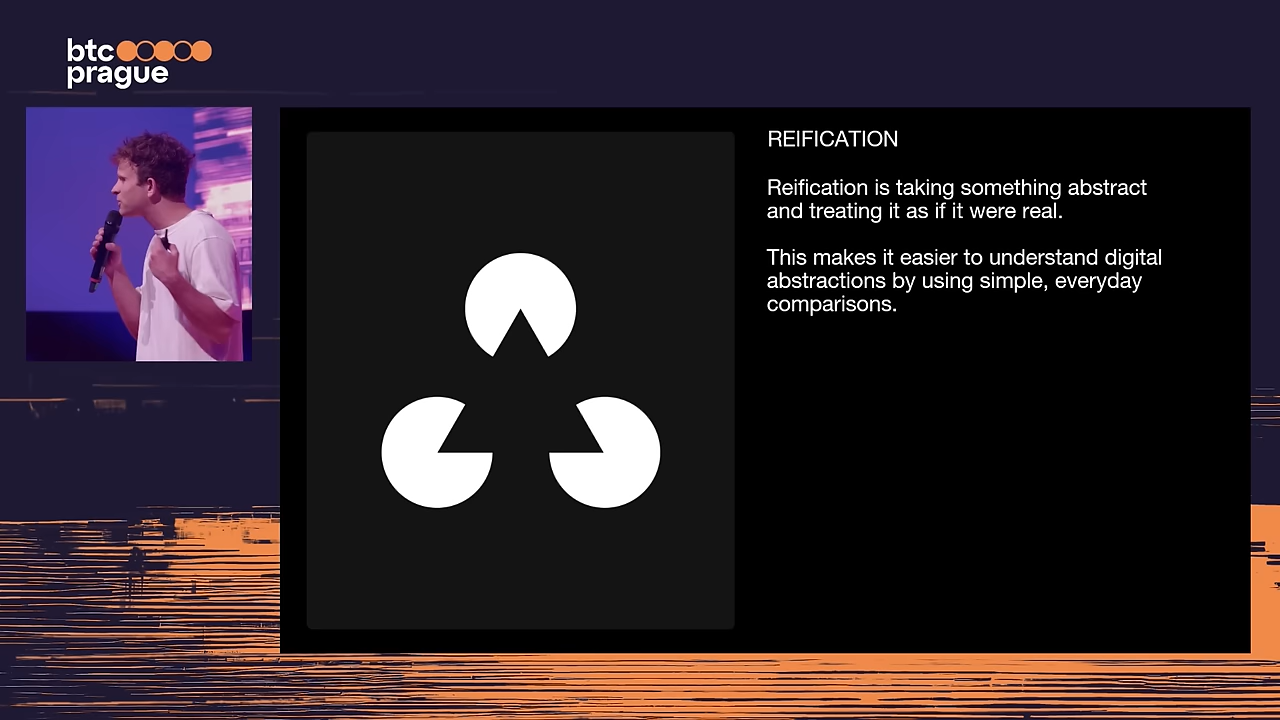 btc
prague
REIFICATION
Reification is taking something abstract
and treating it as if it were real.
This makes it easier to understand digital
abstractions by using simple, everyday
comparisons.